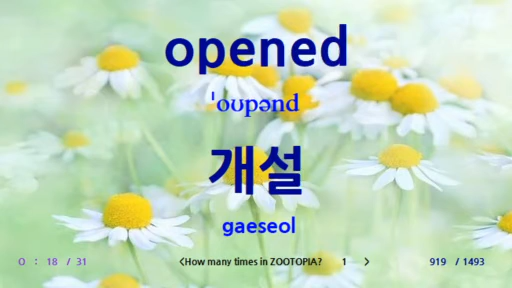 opened
ˈoʊpənd
개설
gaeseol
O : 18 / 31 <How many times in ZOOTOPIA? 1 > 919 / 1493